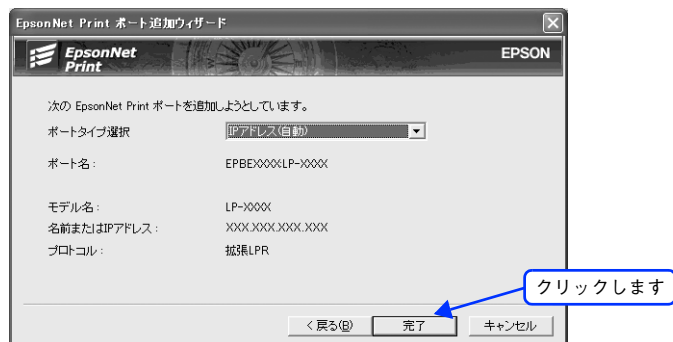 EpsonNet Print ポート追加ウィザード
EpsonNet
Print
EPSON
次の EpsonNet Print ポートを追加しようとしています。
ポートタイプ選択 IPアドレス(自動)
ポート名: EPBEXXXX:LP-XXXX
モデル名: LP-XXXX
名前またはIPアドレス: XXX.XXX.XXX.XXX
プロトコル: 拡張LPR
クリックします
< 戻る(B) 完了 キャンセル